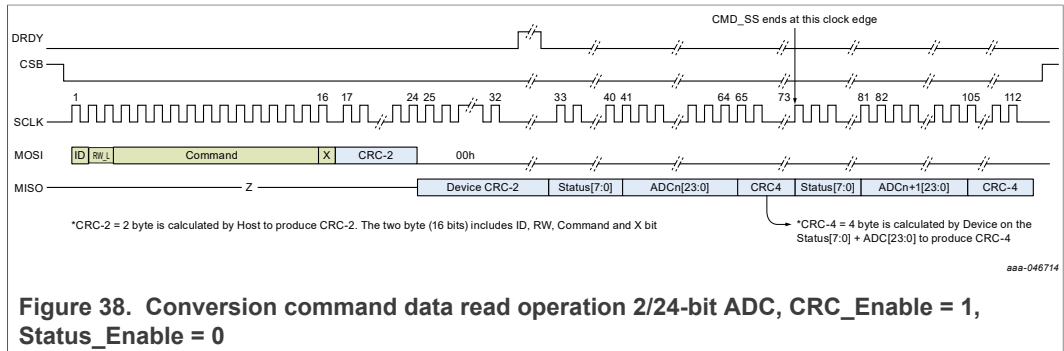 CMD_SS ends at this clock edge
DRDY
CSB
1 16 17 24 25 32 33 40 41 64 65 73 81 82 105 112
SCLK
MOSI ID RW_L Command X CRC-2 00h
MISO Z Device CRC-2 Status[7:0] ADCn[23:0] CRC4 Status[7:0] ADCn+1[23:0] CRC-4
*CRC-2 = 2 byte is calculated by Host to produce CRC-2. The two byte (16 bits) includes ID, RW, Command and X bit
*CRC-4 = 4 byte is calculated by Device on the
Status[7:0] + ADC[23:0] to produce CRC-4
aaa-046714
Figure 38. Conversion command data read operation 2/24-bit ADC, CRC_Enable = 1,
Status_Enable = 0